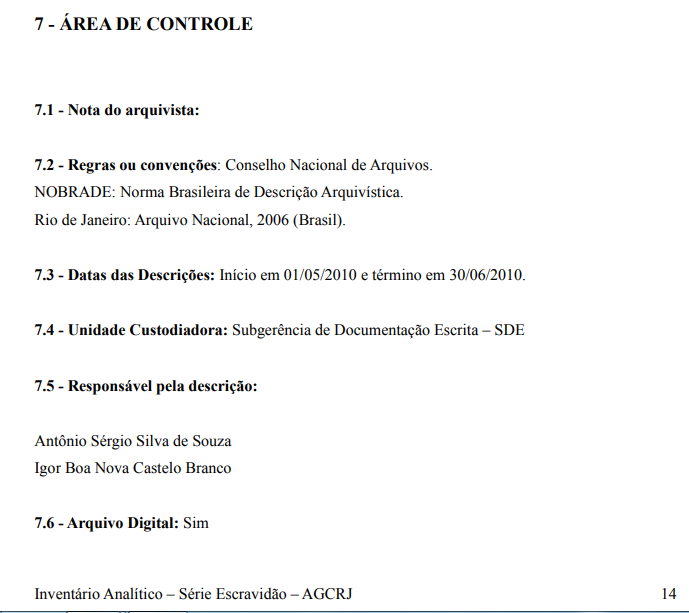 7 - ÁREA DE CONTROLE
7.1 - Nota do arquivista:
7.2 - Regras ou convenções: Conselho Nacional de Arquivos.
NOBRADE: Norma Brasileira de Descrição Arquivística.
Rio de Janeiro: Arquivo Nacional, 2006 (Brasil).
7.3 - Datas das Descrições: Início em 01/05/2010 e término em 30/06/2010.
7.4 - Unidade Custodiadora: Subgerência de Documentação Escrita – SDE
7.5 - Responsável pela descrição:
Antônio Sérgio Silva de Souza
Igor Boa Nova Castelo Branco
7.6 - Arquivo Digital: Sim
Inventário Analítico – Série Escravidão – AGCRJ 14